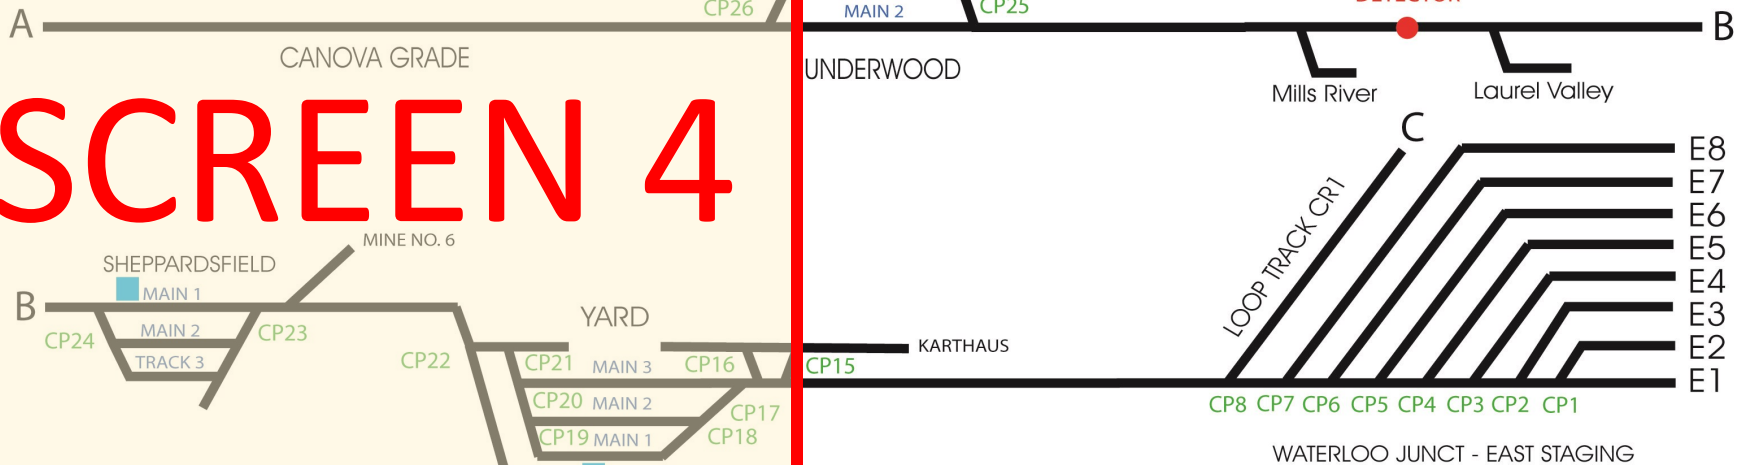 CP26
MAIN 2
CP25
DETECTOR
A
B
CANOVA GRADE
UNDERWOOD
Mills River
Laurel Valley
SCREEN 4
C
E8
E7
E6
E5
E4
E3
E2
E1
LOOP TRACK CR1
MINE NO. 6
SHEPPARDSFIELD
B
MAIN 1
CP24
MAIN 2
CP23
TRACK 3
YARD
CP22
CP21
MAIN 3
CP16
CP15
KARTHAUS
CP20
MAIN 2
CP17
CP19
MAIN 1
CP18
CP8
CP7
CP6
CP5
CP4
CP3
CP2
CP1
WATERLOO JUNCT - EAST STAGING